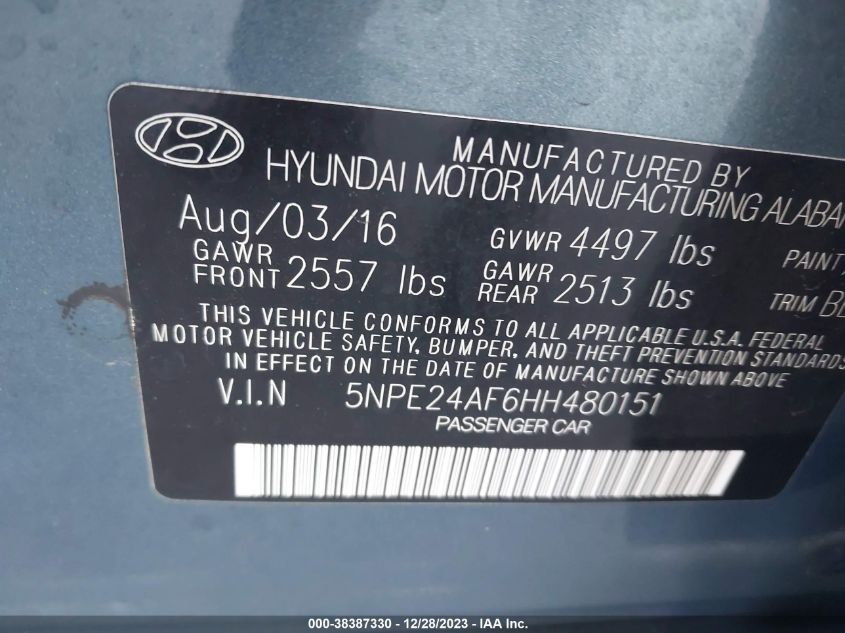 MANUFACTURED BY
HYUNDAI MOTOR MANUFACTURING ALABA
Aug/03/16 GVWR 4497 lbs PAINT
GAWR FRONT 2557 lbs GAWR REAR 2513 lbs TRIM
THIS VEHICLE CONFORMS TO ALL APPLICABLE U.S.A. FEDERAL
MOTOR VEHICLE SAFETY, BUMPER, AND THEFT PREVENTION STANDARDS
IN EFFECT ON THE DATE OF MANUFACTURE SHOWN ABOVE
V.I.N 5NPE24AF6HH480151
PASSENGER CAR
000-38387330 - 12/28/2023 - Copyright © IAA, Inc.